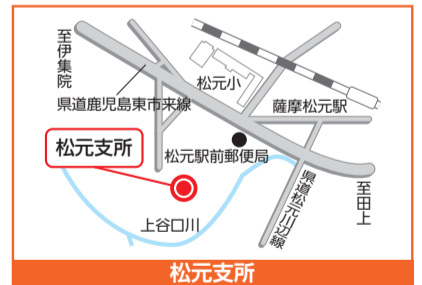 至伊集院
松元小
県道鹿児島東市来線
薩摩松元駅
松元支所
松元駅前郵便局
県道松元川辺線
至田上
上谷口川
松元支所